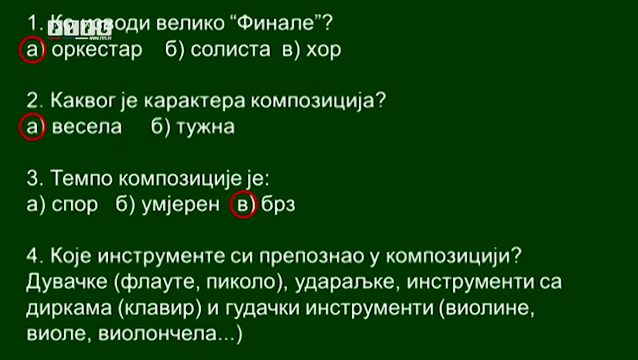 1. Ко изводи велико “Финале”?
а) оркестар б) солиста в) хор
2. Каквог је карактера композиција?
а) весела б) тужна
3. Темпо композиције је:
а) спор б) умјерен в) брз
4. Које инструменте си препознао у композицији?
Дувачке (флауте, пиколо), удараљке, инструменти са
диркама (клавир) и гудачки инструменти (виолине,
виоле, виолончела...)